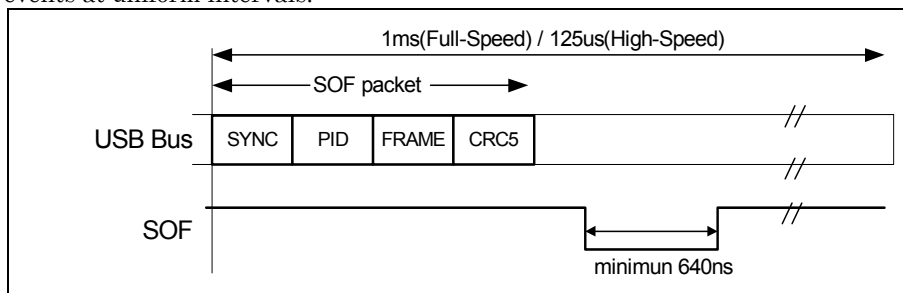 events at uniform intervals.
1ms(Full-Speed) / 125us(High-Speed)
SOF packet
USB Bus SYNC PID FRAME CRC5
SOF
minimun 640ns